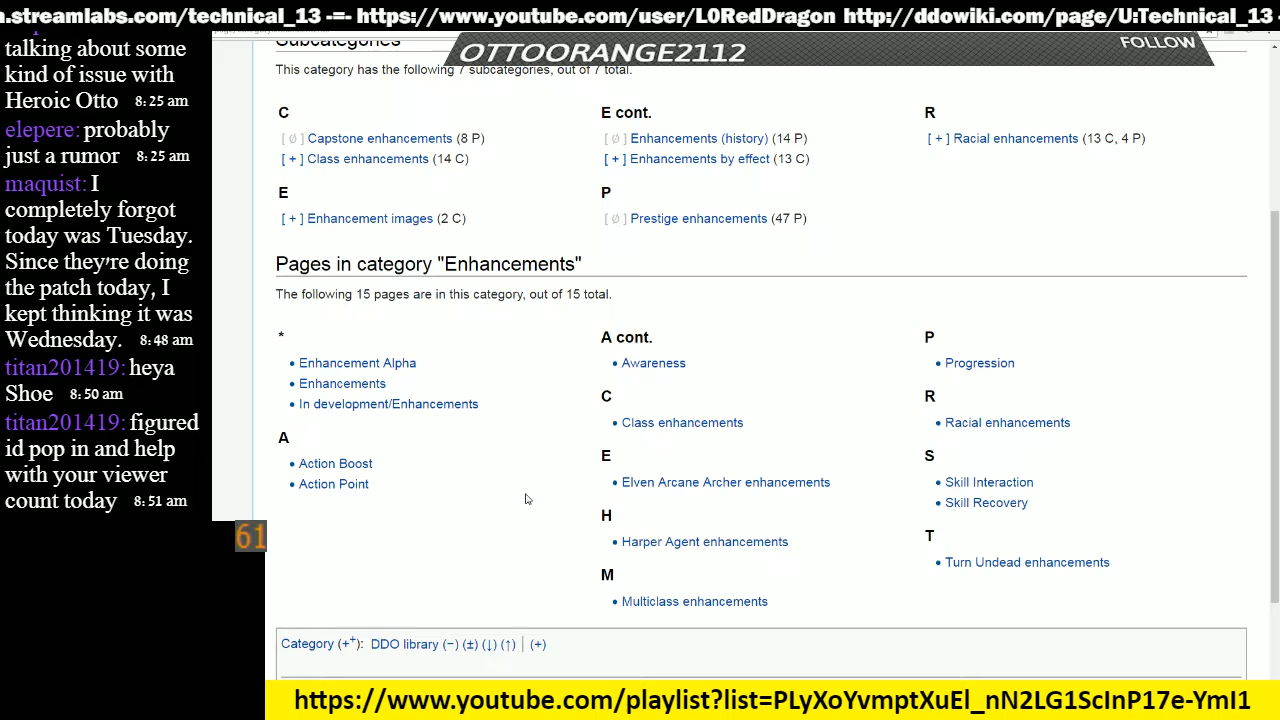 n.streamlabs.com/technical_13 -=- https://www.youtube.com/user/L0RedDragon http://ddowiki.com/page/U:Technical_13 -
talking about some
kind of issue with
Heroic Otto 8:25 am
elepere: probably
just a rumor 8:25 am
maquist: I
completely forgot
today was Tuesday.
Since they're doing
the patch today, I
kept thinking it was
Wednesday. 8:48 am
titan201419: heya
Shoe 8:50 am
titan201419: figured
id pop in and help
with your viewer
count today 8:51 am
61
OTTOORANGE2112
FOLLOW
Subcategories
This category has the following 7 subcategories, out of 7 total.
C
[ ∅ ] Capstone enhancements (8 P)
[ + ] Class enhancements (14 C)
E
[ + ] Enhancement images (2 C)
E cont.
[ ∅ ] Enhancements (history) (14 P)
[ + ] Enhancements by effect (13 C)
P
[ ∅ ] Prestige enhancements (47 P)
R
[ + ] Racial enhancements (13 C, 4 P)
Pages in category "Enhancements"
The following 15 pages are in this category, out of 15 total.
*
• Enhancement Alpha
• Enhancements
• In development/Enhancements
A
• Action Boost
• Action Point
A cont.
• Awareness
C
• Class enhancements
E
• Elven Arcane Archer enhancements
H
• Harper Agent enhancements
M
• Multiclass enhancements
P
• Progression
R
• Racial enhancements
S
• Skill Interaction
• Skill Recovery
T
• Turn Undead enhancements
Category (++): DDO library (−) (±) (↓) (↑) | (+)
https://www.youtube.com/playlist?list=PLyXoYvmptXuEl_nN2LG1ScInP17e-YmI1